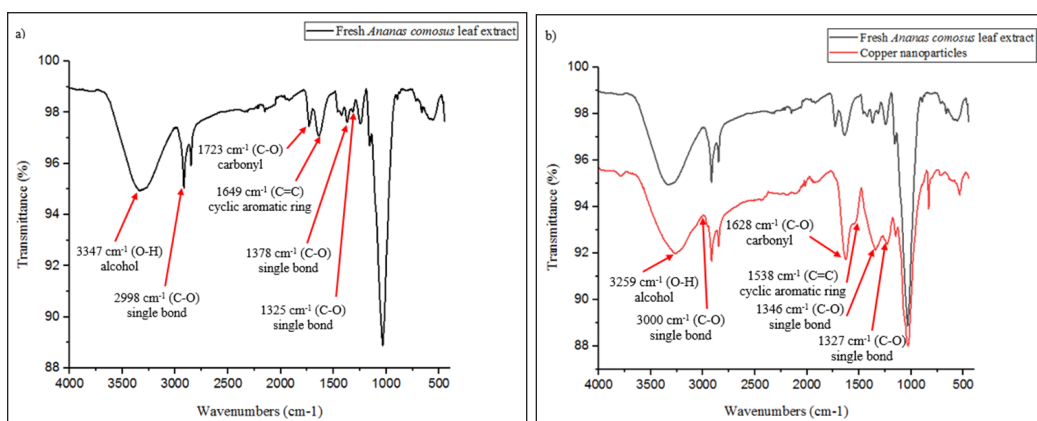 a)
Fresh Ananas comosus leaf extract
100
98
96
94
92
90
88
Transmittance (%)
1723 cm⁻¹ (C-O)
carbonyl
1649 cm⁻¹ (C=C)
cyclic aromatic ring
3347 cm⁻¹ (O-H)
alcohol
1378 cm⁻¹ (C-O)
single bond
2998 cm⁻¹ (C-O)
single bond
1325 cm⁻¹ (C-O)
single bond
4000 3500 3000 2500 2000 1500 1000 500
Wavenumbers (cm-1)
b)
Fresh Ananas comosus leaf extract
Copper nanoparticles
100
98
96
94
92
90
88
Transmittance (%)
1628 cm⁻¹ (C-O)
carbonyl
3259 cm⁻¹ (O-H)
alcohol
1538 cm⁻¹ (C=C)
cyclic aromatic ring
3000 cm⁻¹ (C-O)
single bond
1346 cm⁻¹ (C-O)
single bond
1327 cm⁻¹ (C-O)
single bond
4000 3500 3000 2500 2000 1500 1000 500
Wavenumbers (cm-1)